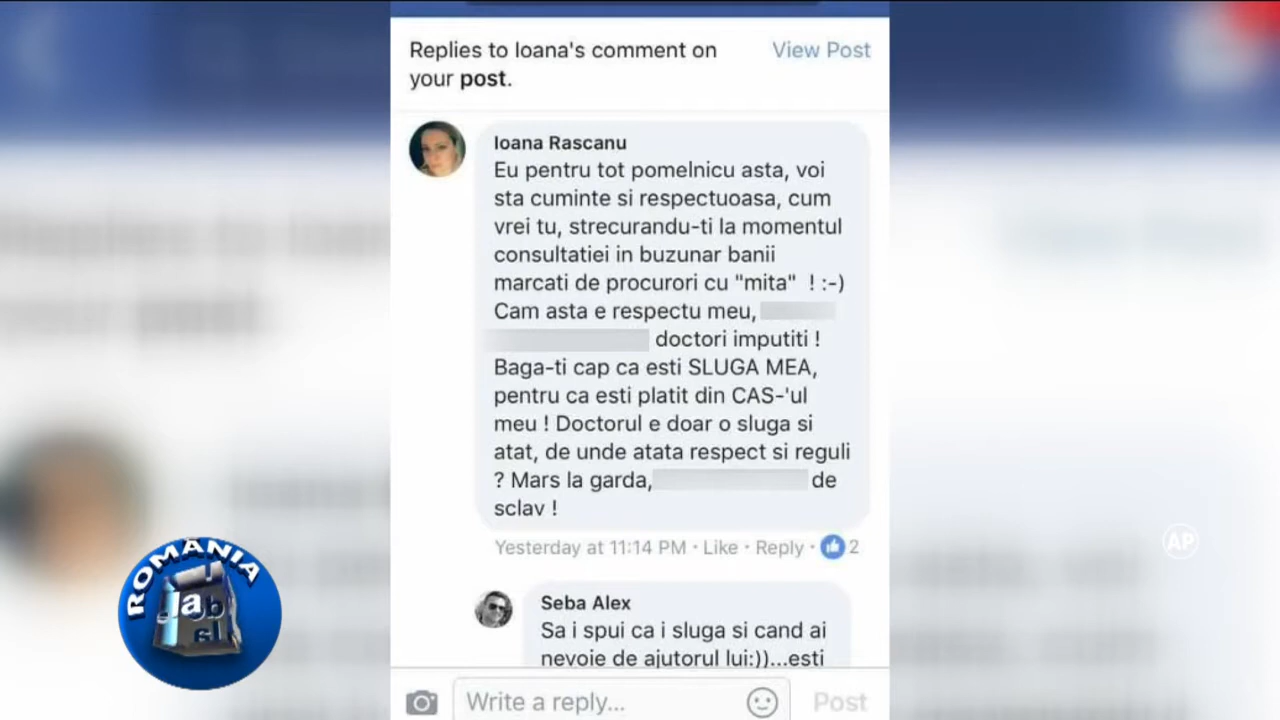 Replies to Ioana's comment on
your post.
View Post
Ioana Rascanu
Eu pentru tot pomelnicu asta, voi
sta cuminte si respectuoasa, cum
vrei tu, strecurandu-ti la momentul
consultatiei in buzunar banii
marcati de procurori cu "mita"  ! :-)
Cam asta e respectu meu,
doctori imputiti !
Baga-ti cap ca esti SLUGA MEA,
pentru ca esti platit din CAS-'ul
meu ! Doctorul e doar o sluga si
atat, de unde atata respect si reguli
? Mars la garda, de
sclav !
Yesterday at 11:14 PM · Like · Reply · 2
Seba Alex
Sa i spui ca i sluga si cand ai
nevoie de ajutorul lui:))...esti
Write a reply...
Post
ROMÂNIA
AP